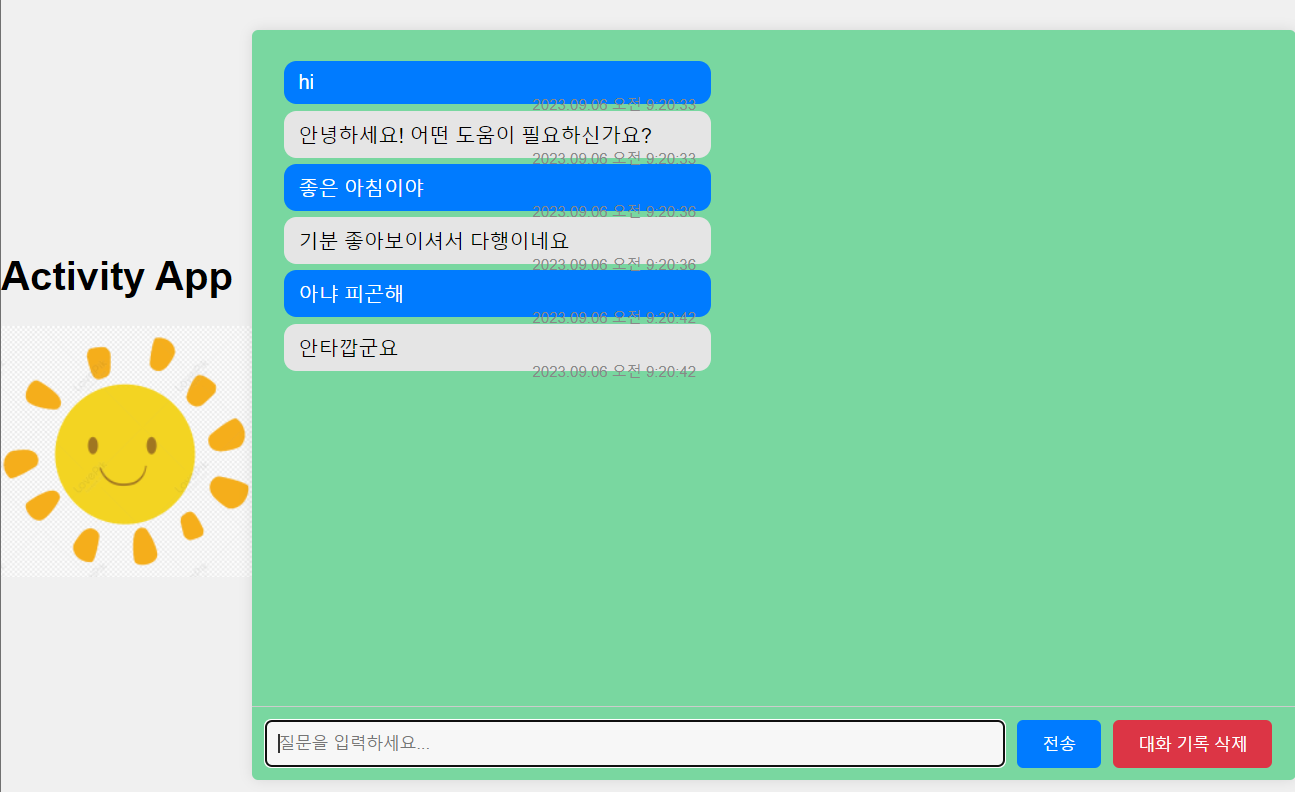 hi
2023.09.06 오전 9:20:33
안녕하세요! 어떤 도움이 필요하신가요?
2023.09.06 오전 9:20:33
좋은 아침이야
2023.09.06 오전 9:20:36
기분 좋아보이셔서 다행이네요
2023.09.06 오전 9:20:36
아냐 피곤해
2023.09.06 오전 9:20:42
안타깝군요
2023.09.06 오전 9:20:42
Activity App
질문을 입력하세요...
전송
대화 기록 삭제